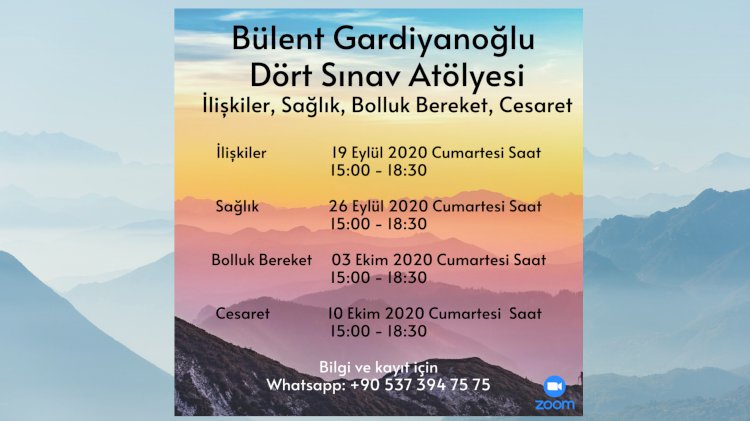 Bülent Gardiyanoğlu
Dört Sınav Atölyesi
İlişkiler, Sağlık, Bolluk Bereket, Cesaret
İlişkiler 19 Eylül 2020 Cumartesi Saat
15:00 - 18:30
Sağlık 26 Eylül 2020 Cumartesi Saat
15:00 - 18:30
Bolluk Bereket 03 Ekim 2020 Cumartesi Saat
15:00 - 18:30
Cesaret 10 Ekim 2020 Cumartesi Saat
15:00 - 18:30
Bilgi ve kayıt için
Whatsapp: +90 537 394 75 75
zoom